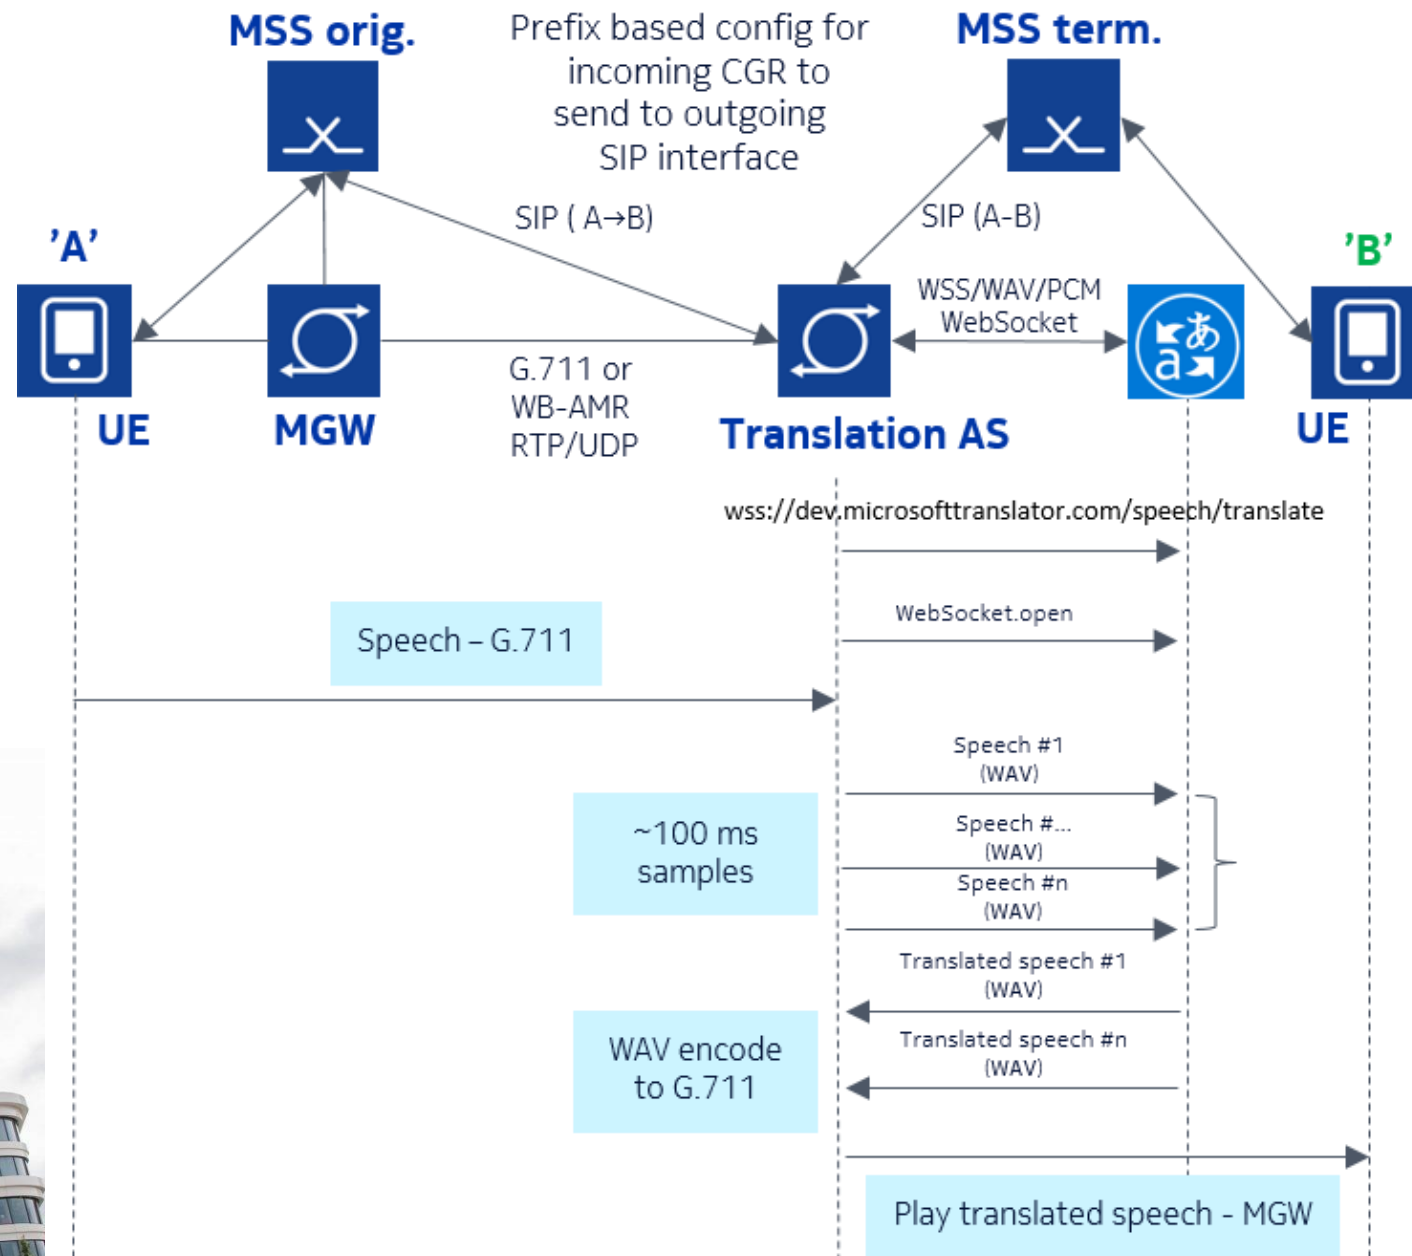 MSS orig.
Prefix based config for
incoming CGR to
send to outgoing
SIP interface
MSS term.
SIP ( A→B)
SIP (A-B)
'A'
'B'
WSS/WAV/PCM
WebSocket
あ
a
G.711 or
WB-AMR
RTP/UDP
UE
MGW
Translation AS
UE
wss://dev.microsofttranslator.com/speech/translate
WebSocket.open
Speech – G.711
Speech #1
(WAV)
~100 ms
samples
Speech #...
(WAV)
Speech #n
(WAV)
Translated speech #1
(WAV)
WAV encode
to G.711
Translated speech #n
(WAV)
Play translated speech - MGW